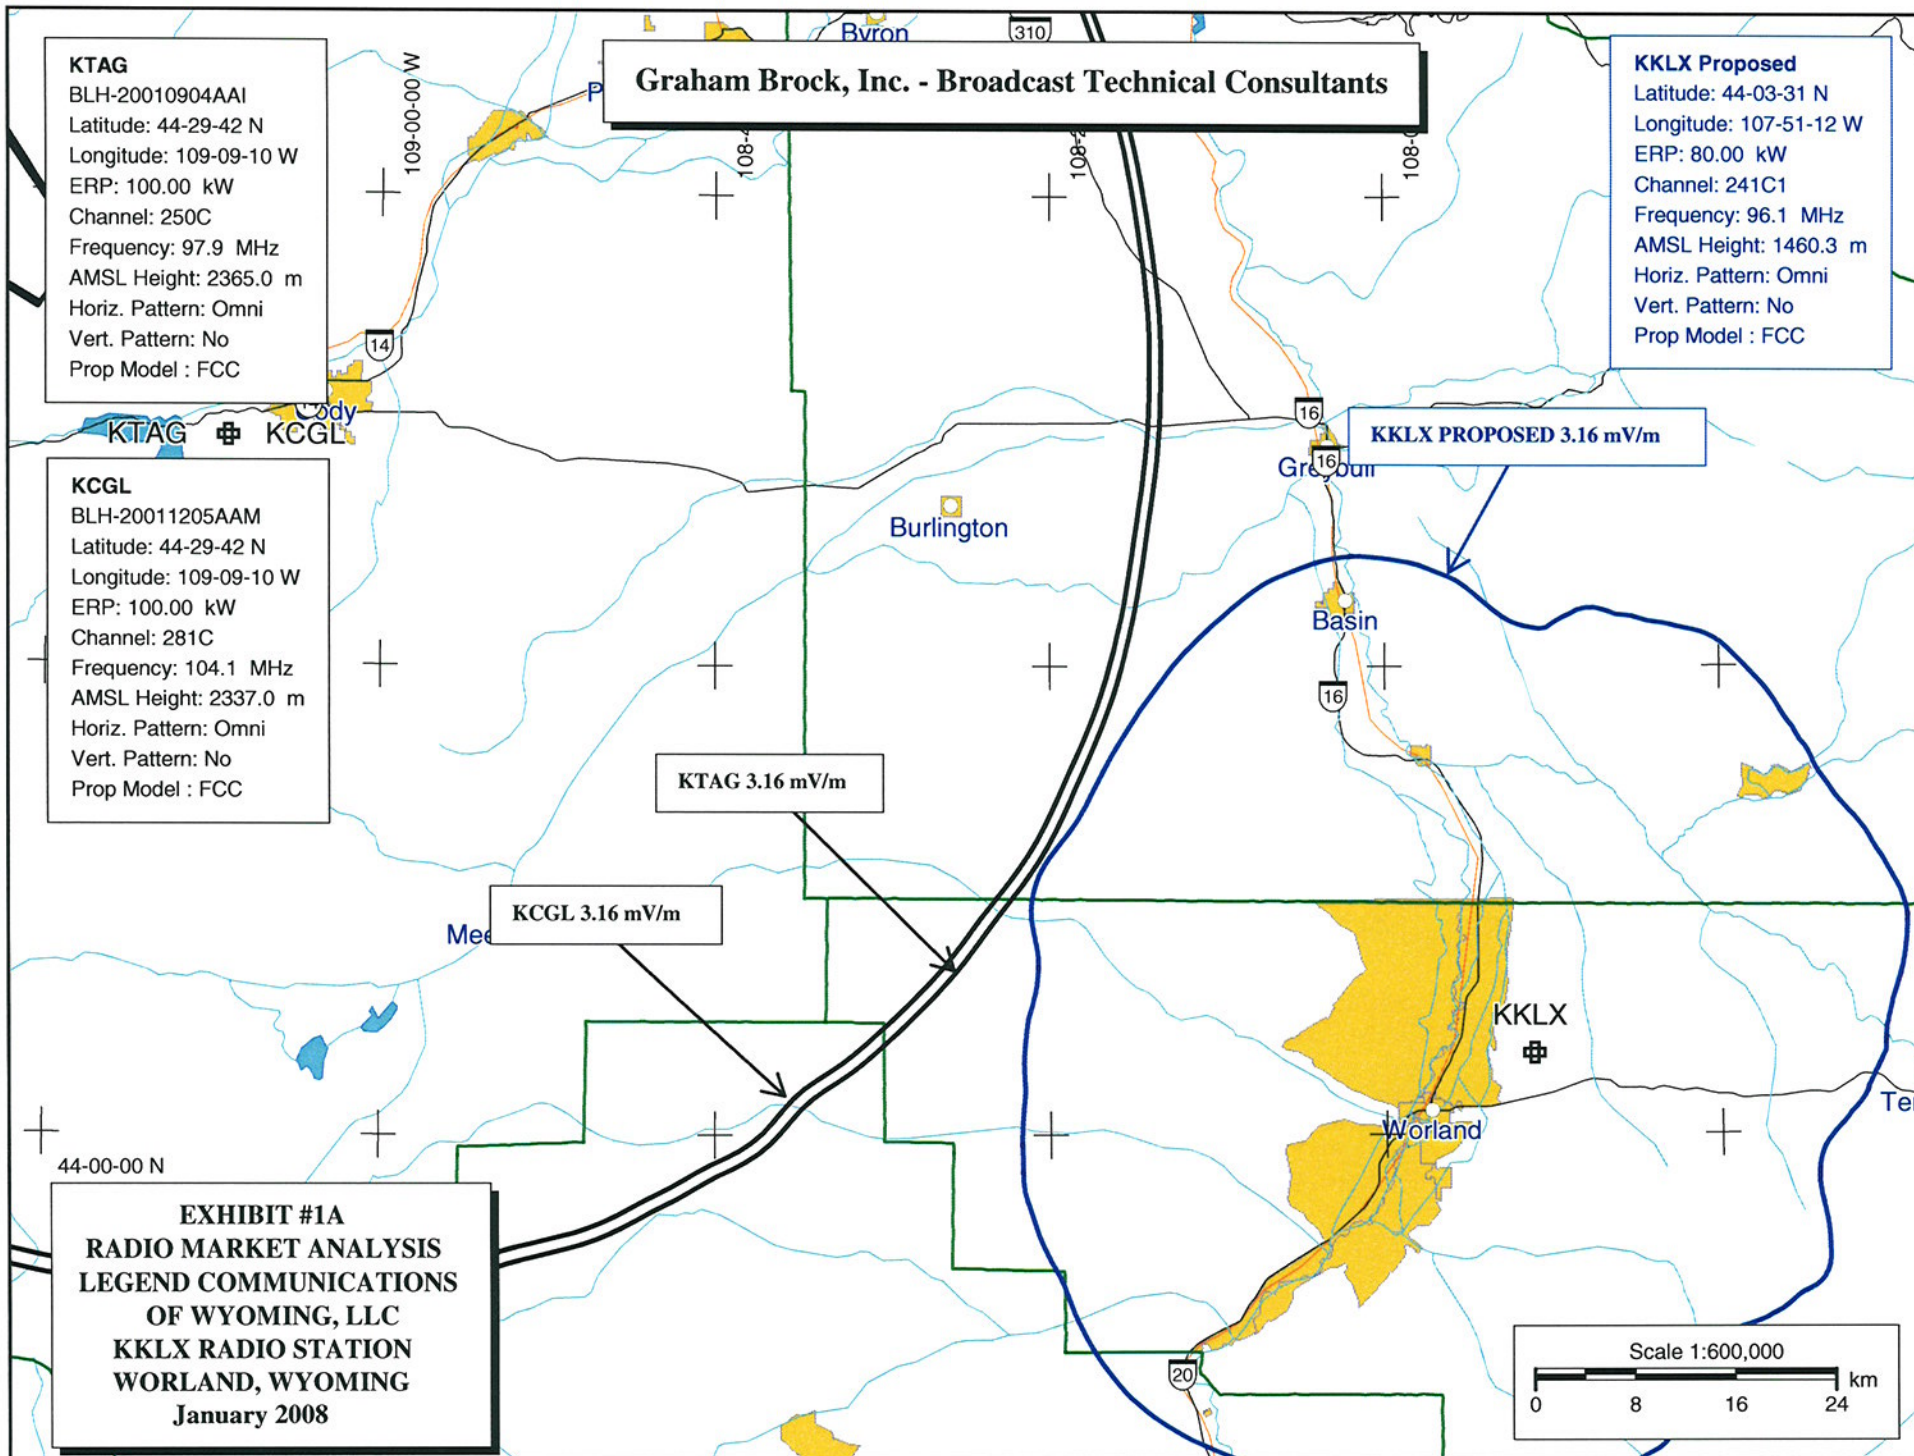 Byron
310
Graham Brock, Inc. - Broadcast Technical Consultants
KTAG
BLH-20010904AAI
Latitude: 44-29-42 N
Longitude: 109-09-10 W
ERP: 100.00 kW
Channel: 250C
Frequency: 97.9 MHz
AMSL Height: 2365.0 m
Horiz. Pattern: Omni
Vert. Pattern: No
Prop Model : FCC
109-00-00 W
KKLX Proposed
Latitude: 44-03-31 N
Longitude: 107-51-12 W
ERP: 80.00 kW
Channel: 241C1
Frequency: 96.1 MHz
AMSL Height: 1460.3 m
Horiz. Pattern: Omni
Vert. Pattern: No
Prop Model : FCC
14
KTAG
KCGL
16
16
Greybull
KKLX PROPOSED 3.16 mV/m
KCGL
BLH-20011205AAM
Latitude: 44-29-42 N
Longitude: 109-09-10 W
ERP: 100.00 kW
Channel: 281C
Frequency: 104.1 MHz
AMSL Height: 2337.0 m
Horiz. Pattern: Omni
Vert. Pattern: No
Prop Model : FCC
Burlington
Basin
16
KTAG 3.16 mV/m
KCGL 3.16 mV/m
KKLX
Worland
44-00-00 N
EXHIBIT #1A
RADIO MARKET ANALYSIS
LEGEND COMMUNICATIONS
OF WYOMING, LLC
KKLX RADIO STATION
WORLAND, WYOMING
January 2008
20
Scale 1:600,000
km
0 8 16 24